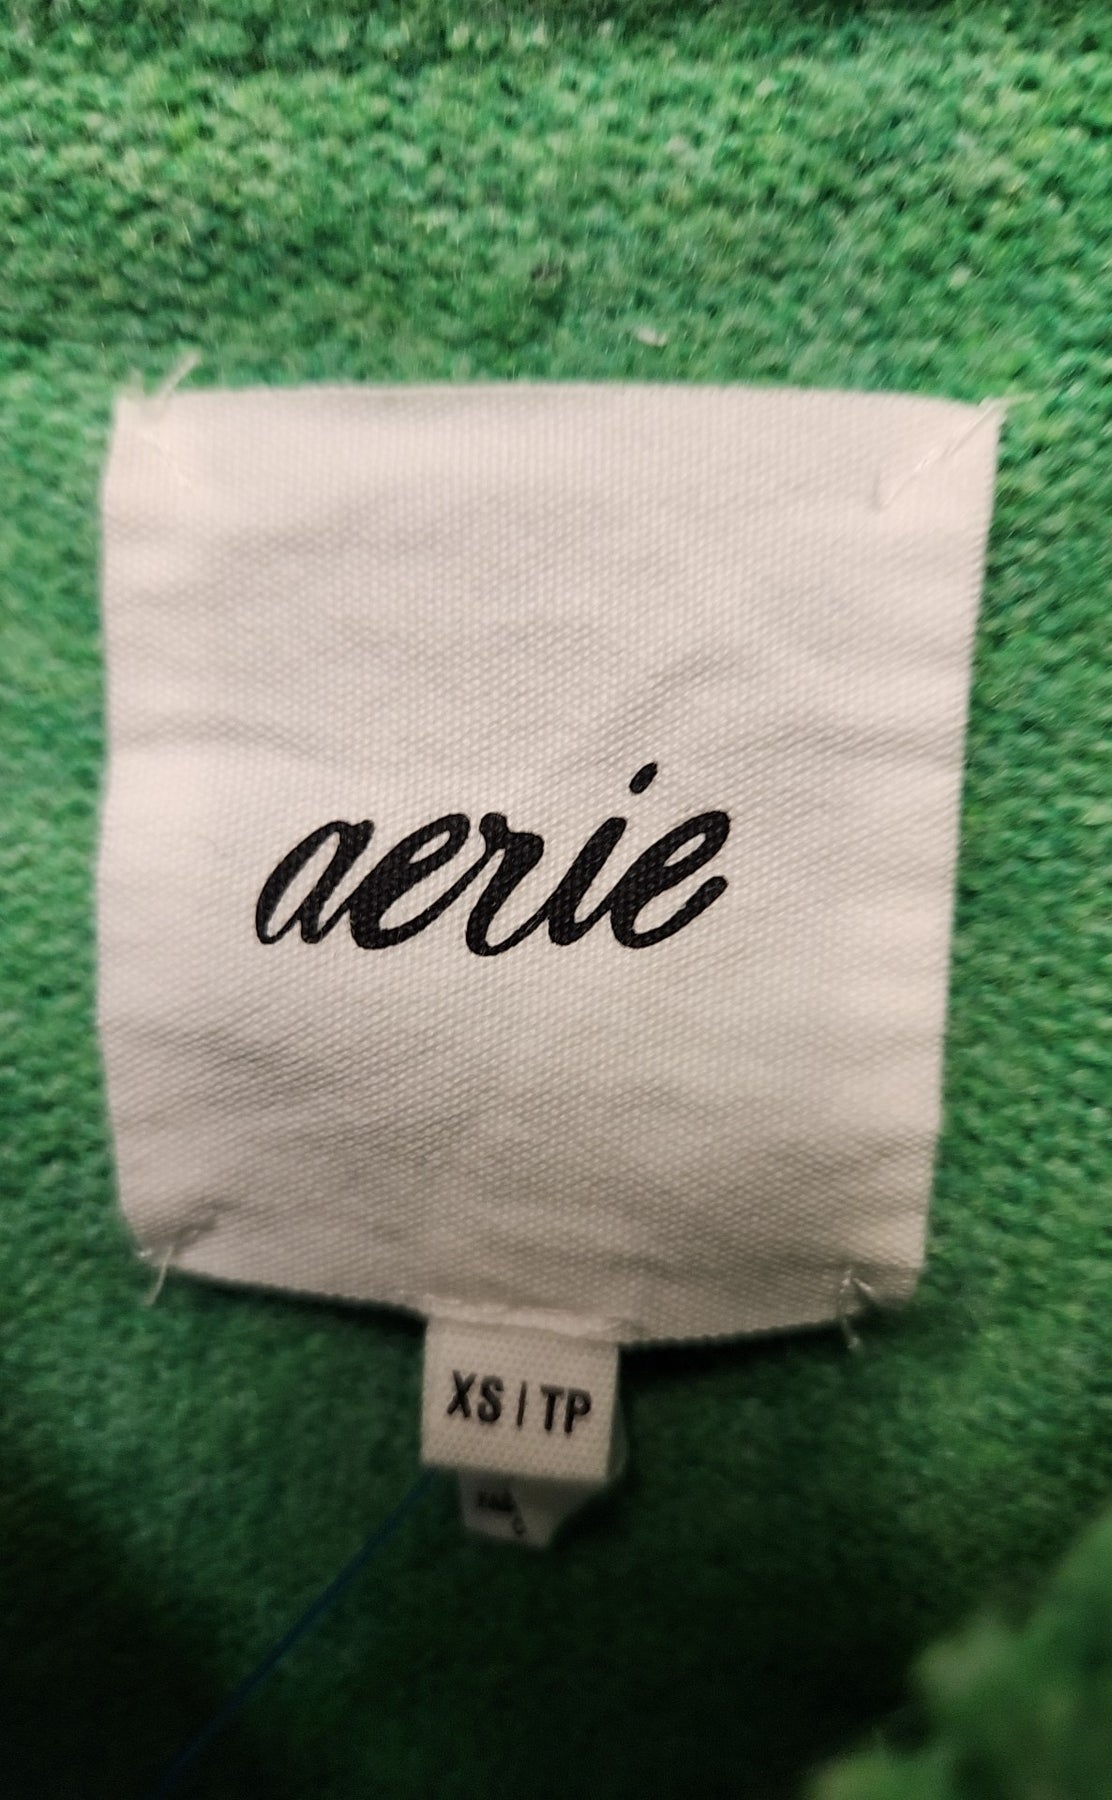 aerie
XS | TP